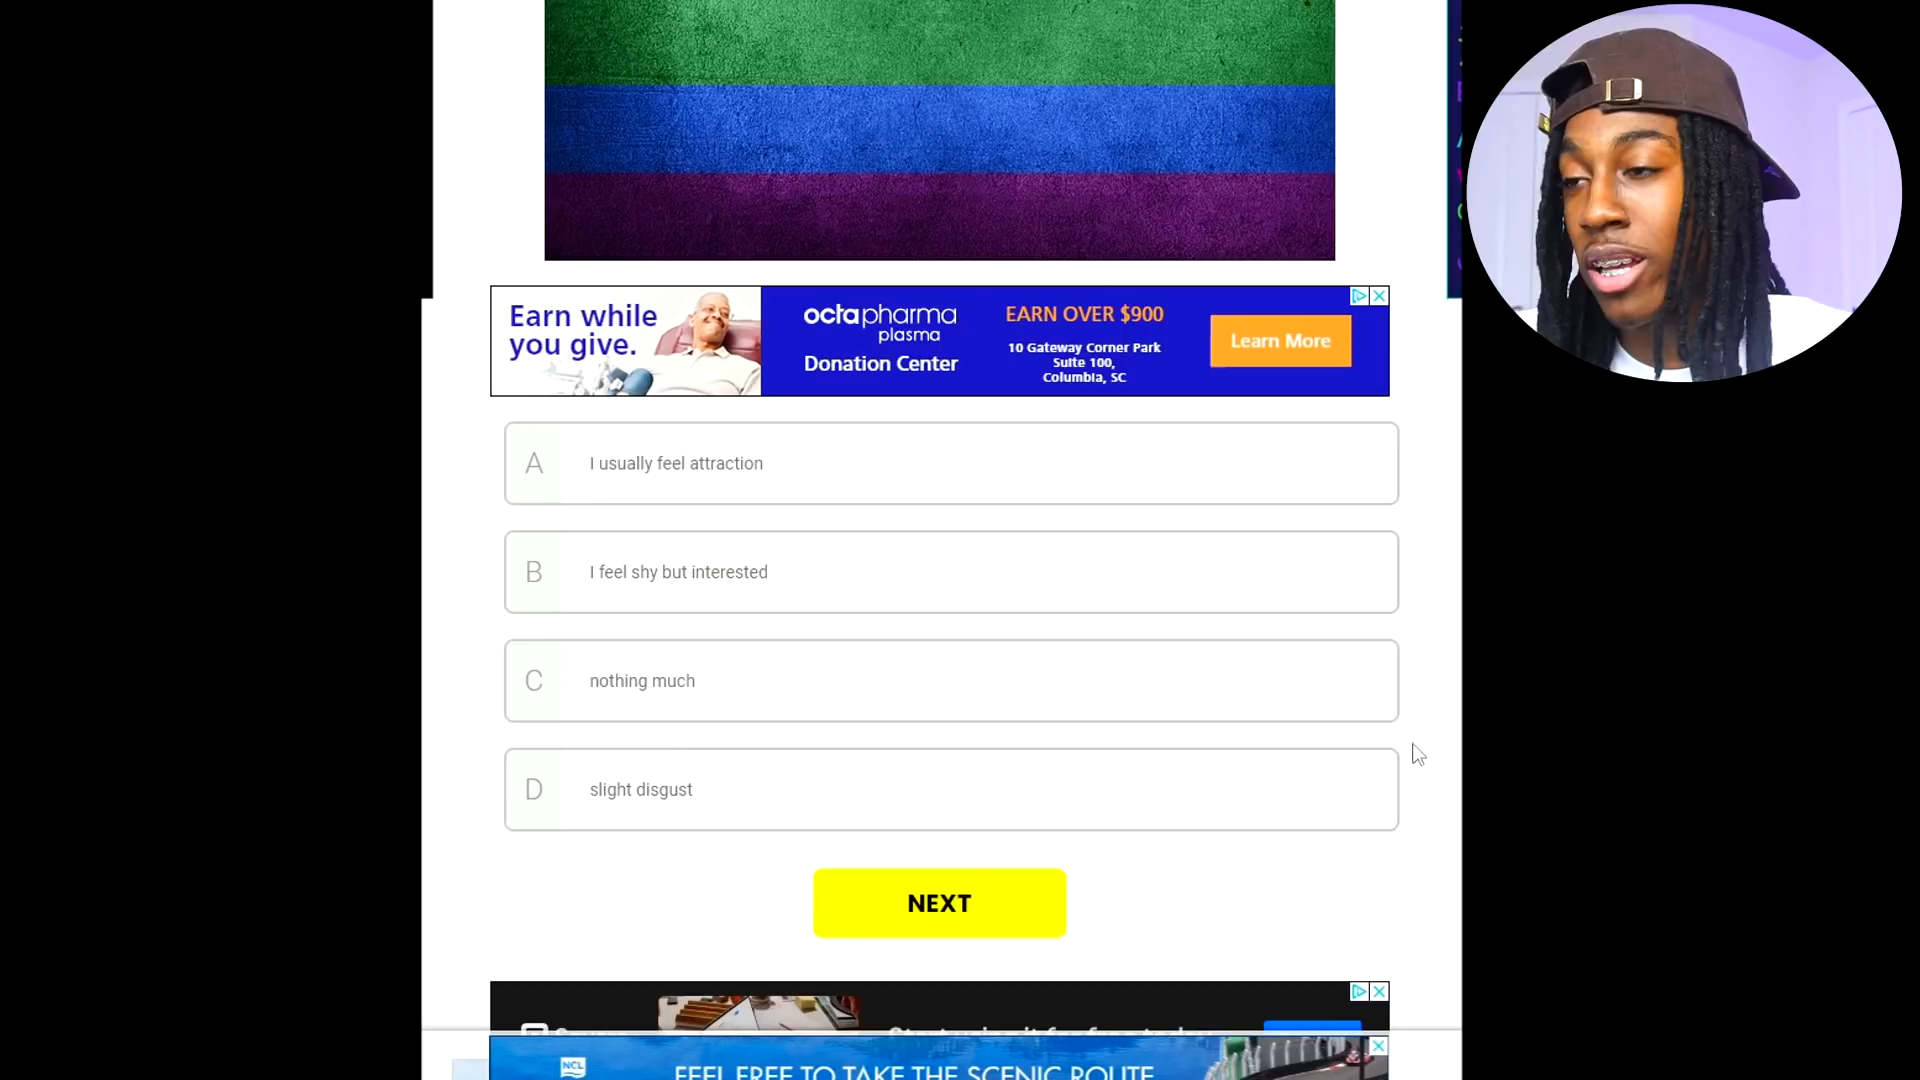 Earn while
you give.
octapharma
plasma
Donation Center
EARN OVER $900
10 Gateway Corner Park
Suite 100,
Columbia, SC
Learn More
A I usually feel attraction
B I feel shy but interested
C nothing much
D slight disgust
NEXT
NCL
FEEL FREE TO TAKE THE SCENIC ROUTE